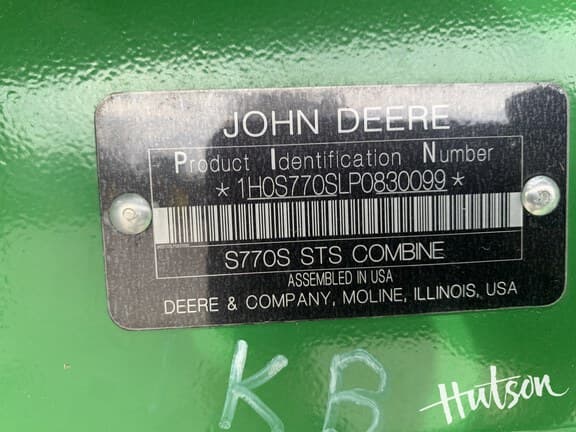 JOHN DEERE
Product Identification Number
*1H0S770SLP0830099*
S770S STS COMBINE
ASSEMBLED IN USA
DEERE & COMPANY, MOLINE, ILLINOIS, USA
KB
Hutson